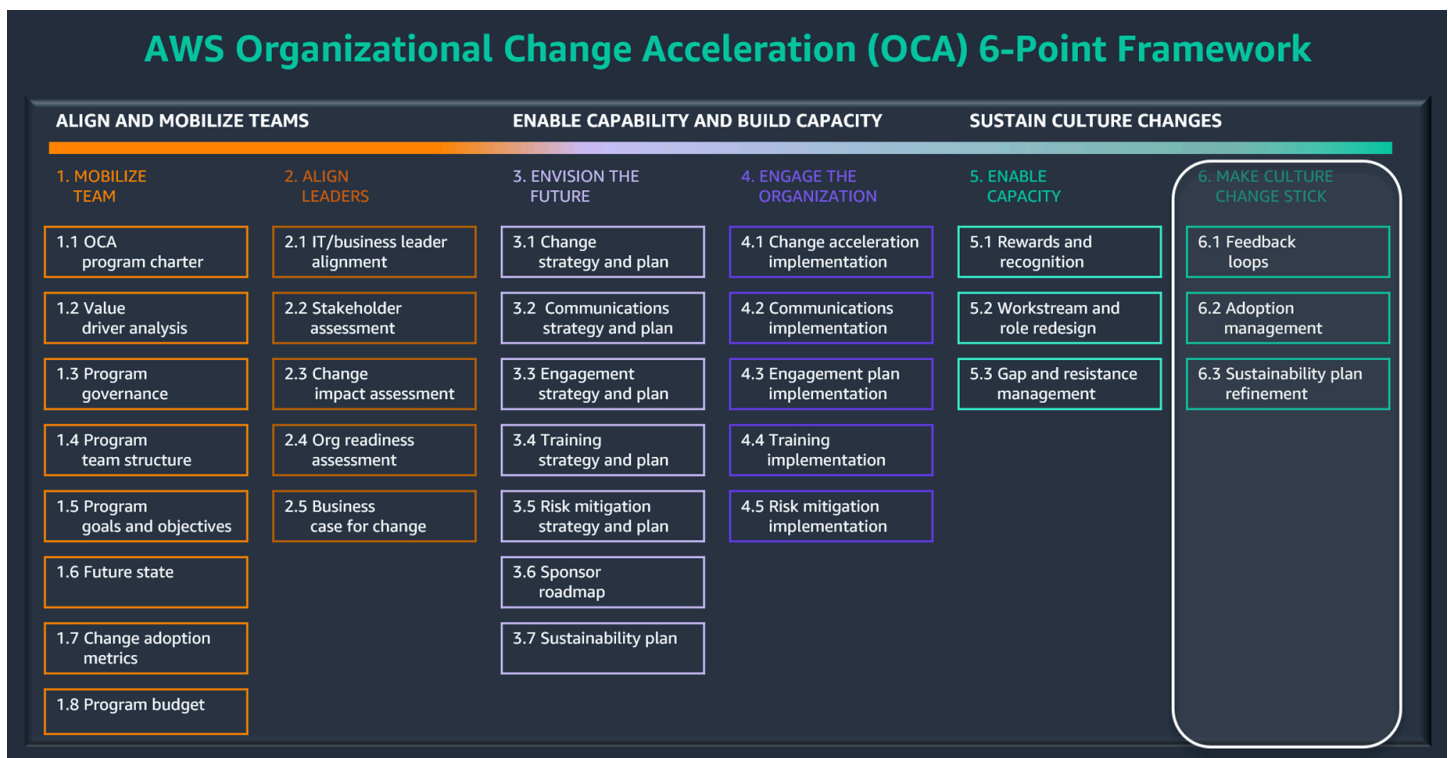 AWS Organizational Change Acceleration (OCA) 6-Point Framework
ALIGN AND MOBILIZE TEAMS
ENABLE CAPABILITY AND BUILD CAPACITY
SUSTAIN CULTURE CHANGES
1. MOBILIZE
TEAM
1.1 OCA
program charter
1.2 Value
driver analysis
1.3 Program
governance
1.4 Program
team structure
1.5 Program
goals and objectives
1.6 Future state
1.7 Change adoption
metrics
1.8 Program budget
2. ALIGN
LEADERS
2.1 IT/business leader
alignment
2.2 Stakeholder
assessment
2.3 Change
impact assessment
2.4 Org readiness
assessment
2.5 Business
case for change
3. ENVISION THE
FUTURE
3.1 Change
strategy and plan
3.2 Communications
strategy and plan
3.3 Engagement
strategy and plan
3.4 Training
strategy and plan
3.5 Risk mitigation
strategy and plan
3.6 Sponsor
roadmap
3.7 Sustainability plan
4. ENGAGE THE
ORGANIZATION
4.1 Change acceleration
implementation
4.2 Communications
implementation
4.3 Engagement plan
implementation
4.4 Training
implementation
4.5 Risk mitigation
implementation
5. ENABLE
CAPACITY
5.1 Rewards and
recognition
5.2 Workstream and
role redesign
5.3 Gap and resistance
management
6. MAKE CULTURE
CHANGE STICK
6.1 Feedback
loops
6.2 Adoption
management
6.3 Sustainability plan
refinement